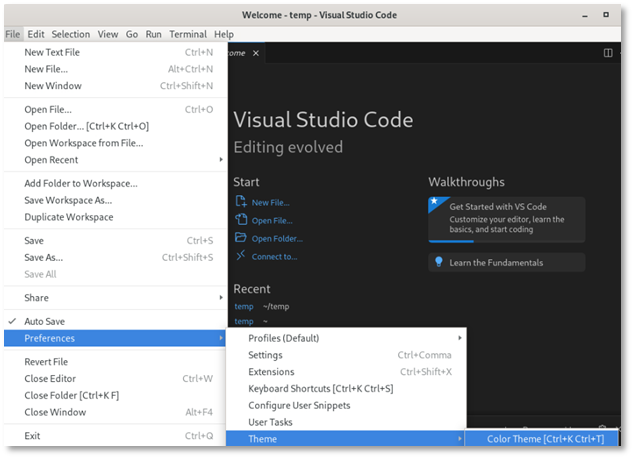 Welcome - temp - Visual Studio Code
File Edit Selection View Go Run Terminal Help
New Text File Ctrl+N
New File... Alt+Ctrl+N
New Window Ctrl+Shift+N
Open File... Ctrl+O
Open Folder... [Ctrl+K Ctrl+O]
Open Workspace from File...
Open Recent
Add Folder to Workspace...
Save Workspace As...
Duplicate Workspace
Save Ctrl+S
Save As... Ctrl+Shift+S
Save All
Share
Auto Save
Preferences
Revert File
Close Editor Ctrl+W
Close Folder [Ctrl+K F]
Close Window Alt+F4
Exit Ctrl+Q
ome
Visual Studio Code
Editing evolved
Start
New File...
Open File...
Open Folder...
Connect to...
Recent
temp ~/temp
temp ~
Walkthroughs
Get Started with VS Code
Customize your editor, learn the
basics, and start coding
Learn the Fundamentals
Profiles (Default)
Settings Ctrl+Comma
Extensions Ctrl+Shift+X
Keyboard Shortcuts [Ctrl+K Ctrl+S]
Configure User Snippets
User Tasks
Theme
Color Theme [Ctrl+K Ctrl+T]